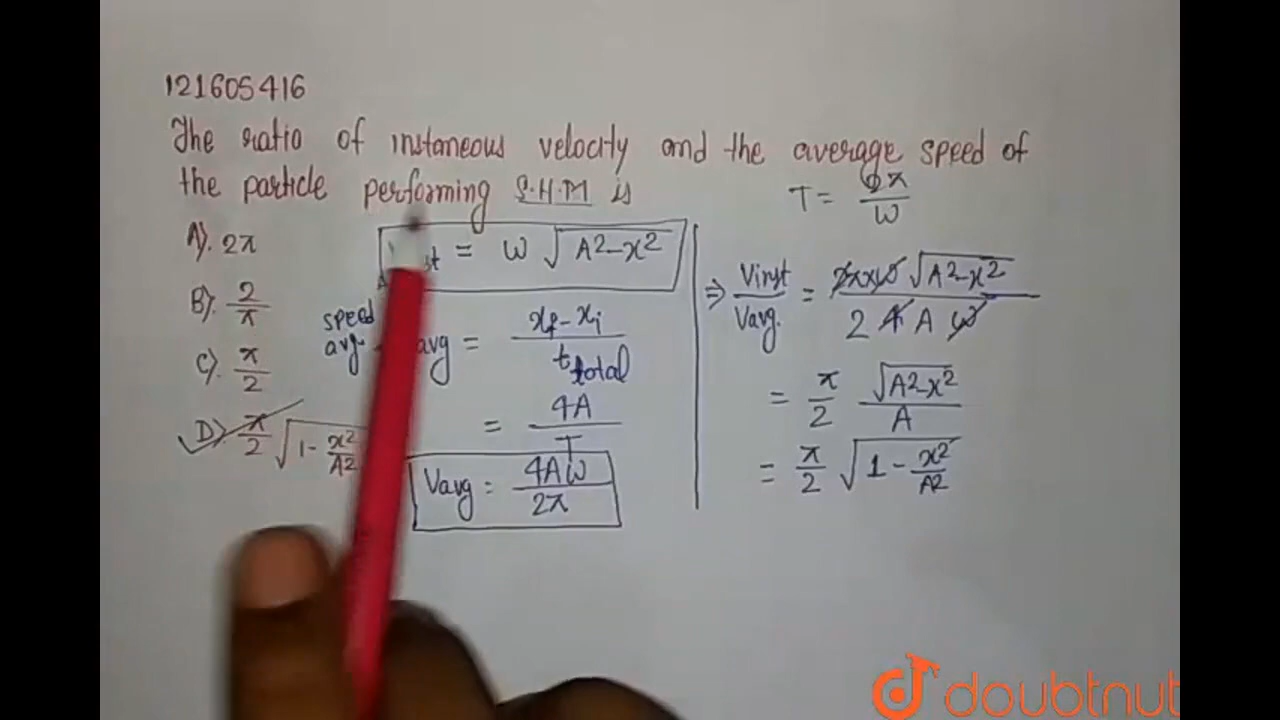 121605416
The ratio of instaneous velocity and the average speed of
the particle performing S.H.M is
T = 2π/ω
A). 2π
B). 2/π
C). π/2
D). π/2 √1-x²/A²
= ω √A²-x²
speed
avg.
avg = xf-xi/t total
= 4A/T
Vavg = 4Aω/2π
⇒ Vinst/Vavg. = 2π×ω √A²-x²/2 4 A ω
= π/2 √A²-x²/A
= π/2 √1-x²/A²
doubtnut